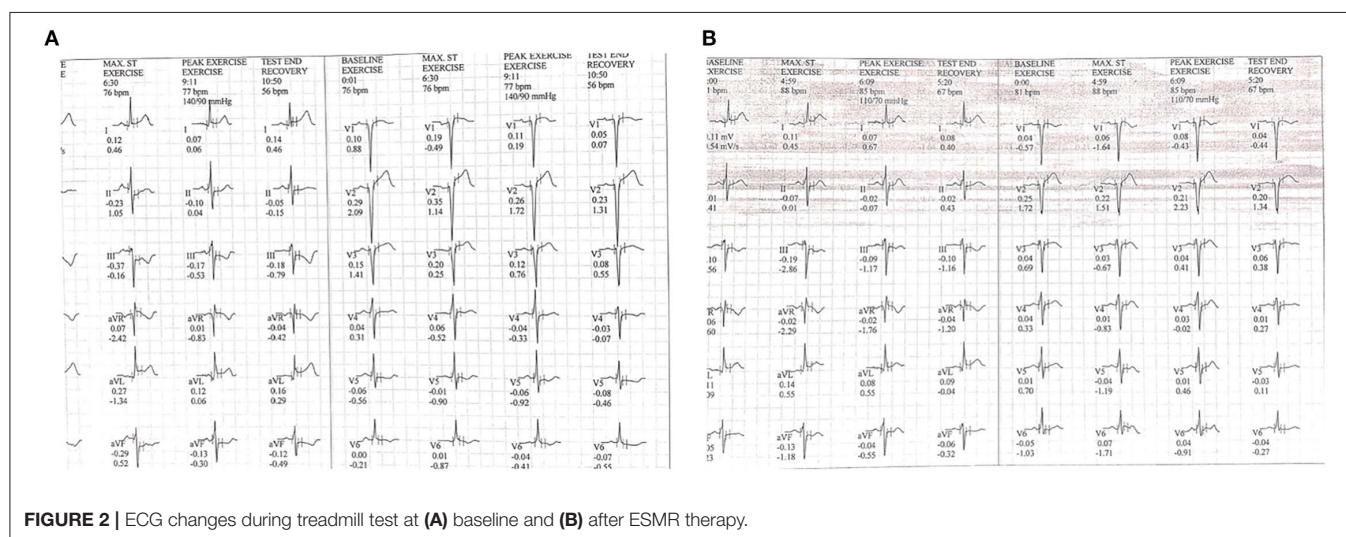 A
E
E
MAX. ST
EXERCISE
6:30
76 bpm
PEAK EXERCISE
EXERCISE
9:11
77 bpm
140/90 mmHg
TEST END
RECOVERY
10:50
56 bpm
BASELINE
EXERCISE
0:01
76 bpm
MAX. ST
EXERCISE
6:30
76 bpm
PEAK EXERCISE
EXERCISE
9:11
77 bpm
140/90 mmHg
TEST END
RECOVERY
10:50
56 bpm
I I I V1 V1 V1 V1
0.12 0.07 0.14 0.10 0.19 0.11 0.05
0.46 0.06 0.46 0.88 -0.49 0.19 0.07
II II II V2 V2 V2 V2
-0.23 -0.10 -0.05 0.29 0.35 0.26 0.23
1.05 0.04 -0.15 2.09 1.14 1.72 1.31
III III III V3 V3 V3 V3
-0.37 -0.17 -0.18 0.15 0.20 0.12 0.08
-0.16 -0.53 -0.79 1.41 0.25 0.76 0.55
aVR aVR aVR V4 V4 V4 V4
0.07 0.01 -0.04 0.04 0.06 -0.04 -0.03
-2.42 -0.83 -0.42 0.31 -0.52 -0.33 -0.07
aVL aVL aVL V5 V5 V5 V5
0.27 0.12 0.16 -0.06 -0.01 -0.06 -0.08
-1.34 0.06 0.29 -0.56 -0.90 -0.92 -0.46
aVF aVF aVF V6 V6 V6 V6
-0.29 -0.13 -0.12 0.00 0.01 -0.04 -0.07
0.52 -0.30 -0.49 -0.21 -0.87 -0.41 -0.55
B
BASELINE
EXERCISE
:00
1 bpm
MAX. ST
EXERCISE
4:59
88 bpm
PEAK EXERCISE
EXERCISE
6:09
85 bpm
110/70 mmHg
TEST END
RECOVERY
5:20
67 bpm
BASELINE
EXERCISE
0:00
81 bpm
MAX. ST
EXERCISE
4:59
88 bpm
PEAK EXERCISE
EXERCISE
6:09
85 bpm
110/70 mmHg
TEST END
RECOVERY
5:20
67 bpm
I I I V1 V1 V1 V1
0.11 mV 0.11 0.07 0.08 0.04 0.06 0.08 0.04
.54 mV/s 0.45 0.67 0.40 -0.57 -1.64 -0.43 -0.44
II II II V2 V2 V2 V2
.01 -0.07 -0.02 -0.02 0.25 0.22 0.21 0.20
.41 0.01 -0.07 0.43 1.72 1.51 2.23 1.34
III III III V3 V3 V3 V3
.10 -0.19 -0.09 -0.10 0.04 0.03 0.04 0.06
.56 -2.86 -1.17 -1.16 0.69 -0.67 0.41 0.38
VR aVR aVR aVR V4 V4 V4 V4
.06 -0.02 -0.02 -0.04 0.04 0.01 0.03 0.01
.60 -2.29 -1.76 -1.20 0.33 -0.83 -0.02 0.27
VL aVL aVL aVL V5 V5 V5 V5
11 0.14 0.08 0.09 0.01 -0.04 0.01 -0.03
09 0.55 0.55 -0.04 0.70 -1.19 0.46 0.11
F aVF aVF aVF V6 V6 V6 V6
05 -0.13 -0.04 -0.06 -0.05 0.07 0.04 -0.04
23 -1.18 -0.55 -0.32 -1.03 -1.71 -0.91 -0.27
FIGURE 2 | ECG changes during treadmill test at (A) baseline and (B) after ESMR therapy.